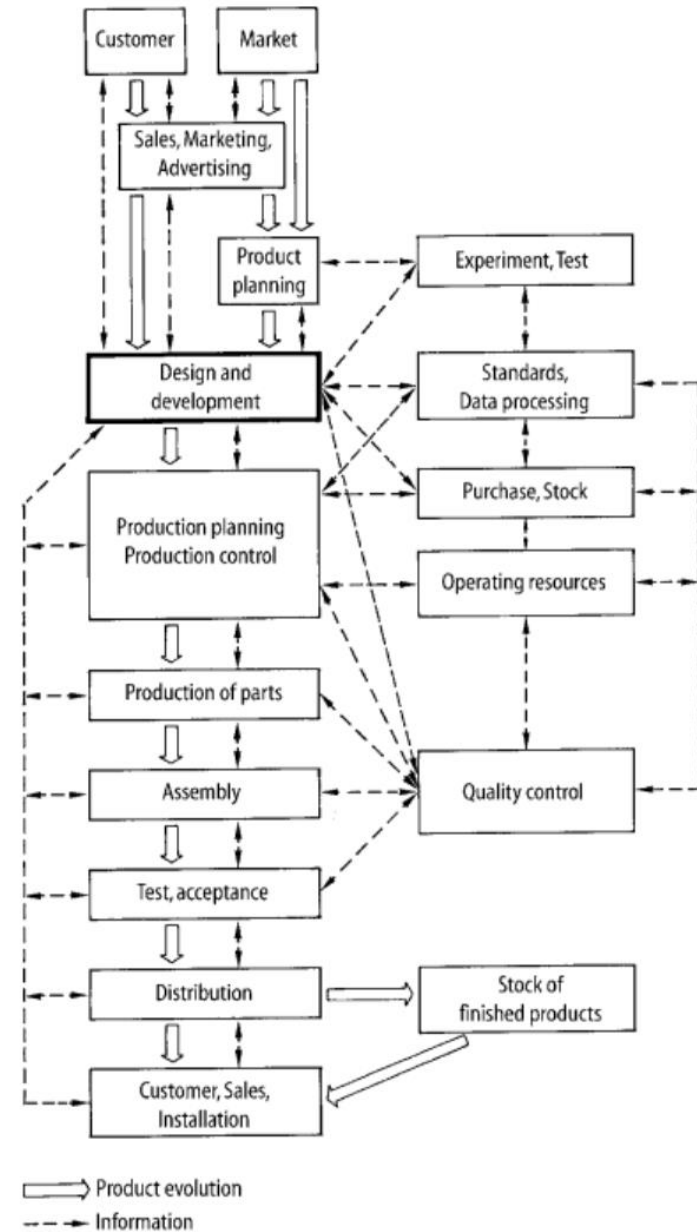 Customer
Market
Sales, Marketing,
Advertising
Product
planning
Experiment, Test
Design and
development
Standards,
Data processing
Purchase, Stock
Production planning
Production control
Operating resources
Production of parts
Assembly
Quality control
Test, acceptance
Distribution
Stock of
finished products
Customer, Sales,
Installation
Product evolution
Information